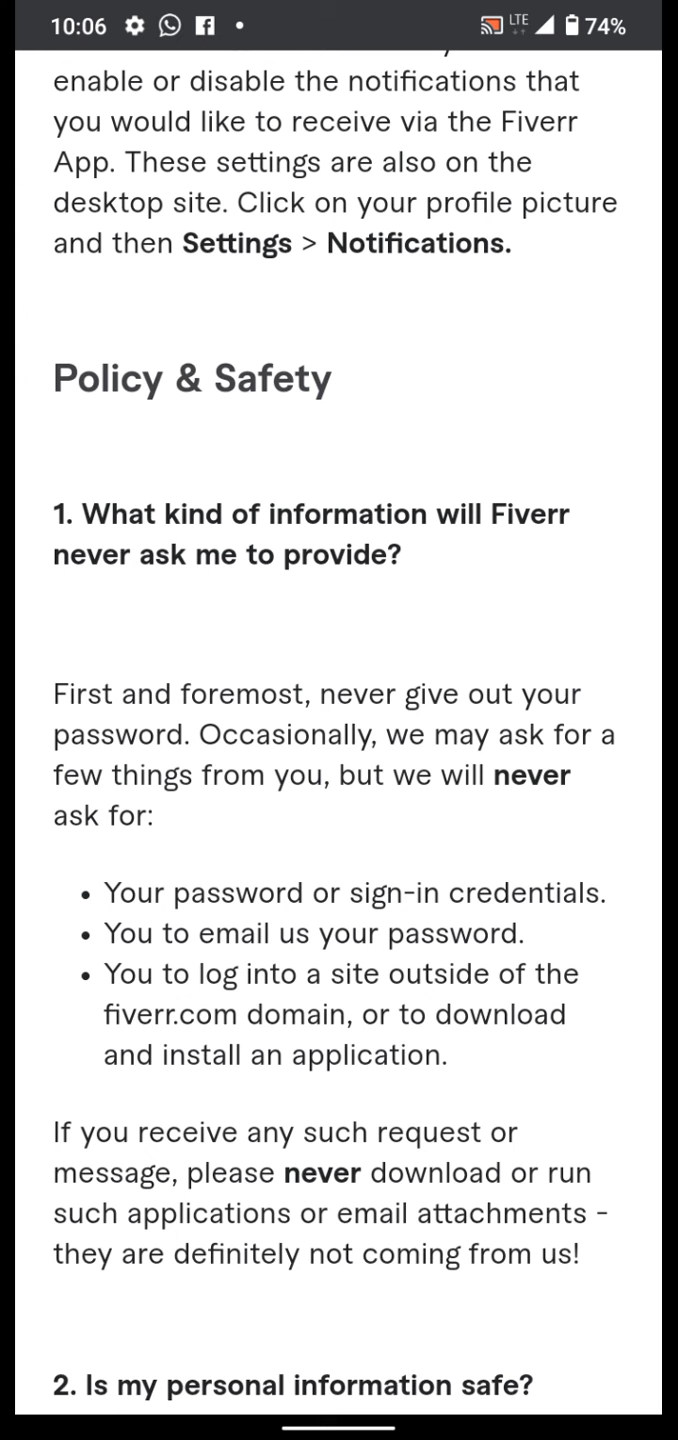 10:06 LTE 74%
enable or disable the notifications that
you would like to receive via the Fiverr
App. These settings are also on the
desktop site. Click on your profile picture
and then Settings > Notifications.
Policy & Safety
1. What kind of information will Fiverr
never ask me to provide?
First and foremost, never give out your
password. Occasionally, we may ask for a
few things from you, but we will never
ask for:
• Your password or sign-in credentials.
• You to email us your password.
• You to log into a site outside of the
fiverr.com domain, or to download
and install an application.
If you receive any such request or
message, please never download or run
such applications or email attachments -
they are definitely not coming from us!
2. Is my personal information safe?